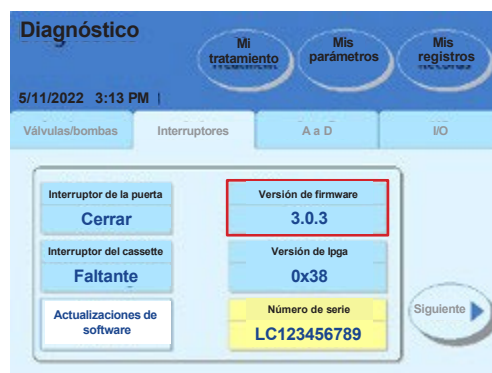 Diagnóstico
Mi
tratamiento
Mis
parámetros
Mis
registros
5/11/2022 3:13 PM |
Válvulas/bombas
Interruptores
A a D
I/O
Interruptor de la puerta
Cerrar
Versión de firmware
3.0.3
Interruptor del cassette
Faltante
Versión de lpga
0x38
Actualizaciones de
software
Número de serie
LC123456789
Siguiente